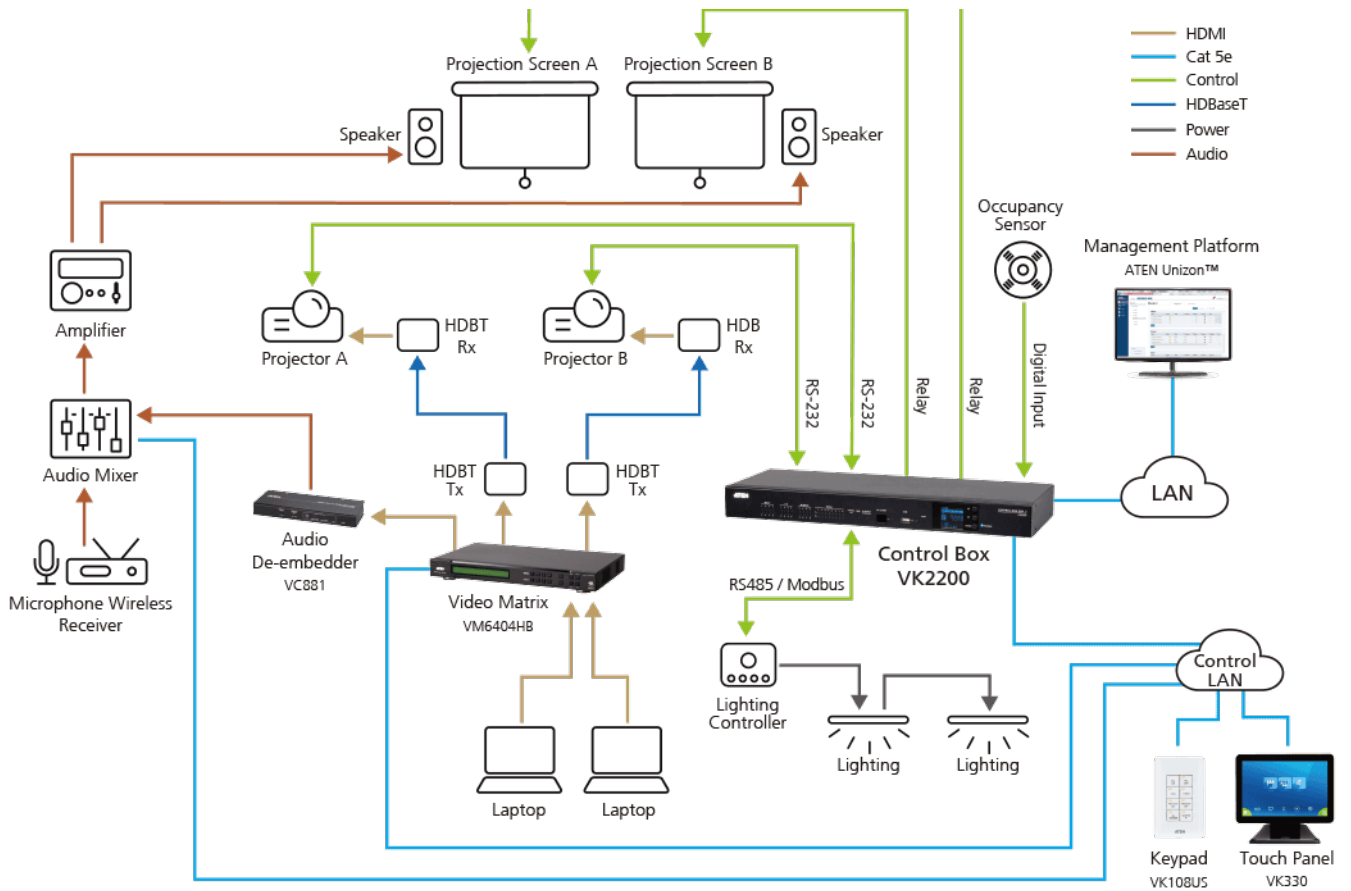 HDMI
Cat 5e
Control
HDBaseT
Power
Audio
Projection Screen A
Projection Screen B
Speaker
Speaker
Occupancy
Sensor
Management Platform
ATEN Unizon™
Amplifier
Projector A
HDBT
Rx
Projector B
HDB
Rx
RS-232
RS-232
Relay
Relay
Digital Input
Audio Mixer
HDBT
Tx
HDBT
Tx
LAN
Audio
De-embedder
VC881
Video Matrix
VM6404HB
Control Box
VK2200
Microphone Wireless
Receiver
RS485 / Modbus
Lighting
Controller
Lighting
Lighting
Control
LAN
Laptop
Laptop
ATEN
Keypad
VK108US
Touch Panel
VK330